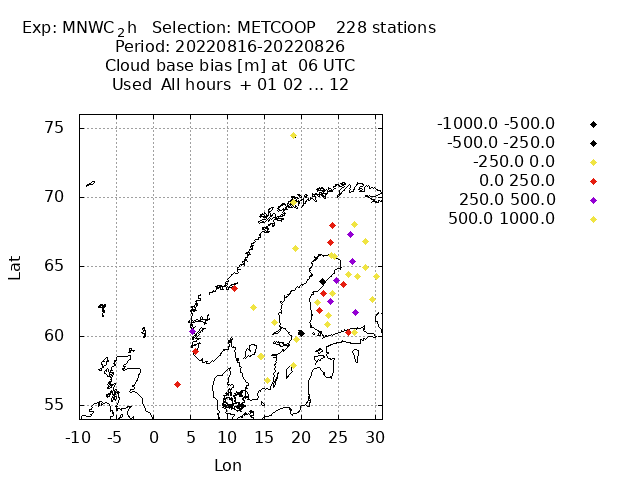 Exp: MNWC_2h Selection: METCOOP 228 stations
Period: 20220816-20220826
Cloud base bias [m] at 06 UTC
Used All hours + 01 02 ... 12
-1000.0 -500.0
-500.0 -250.0
-250.0 0.0
0.0 250.0
250.0 500.0
500.0 1000.0
75
70
65
60
55
Lat
-10 -5 0 5 10 15 20 25 30
Lon